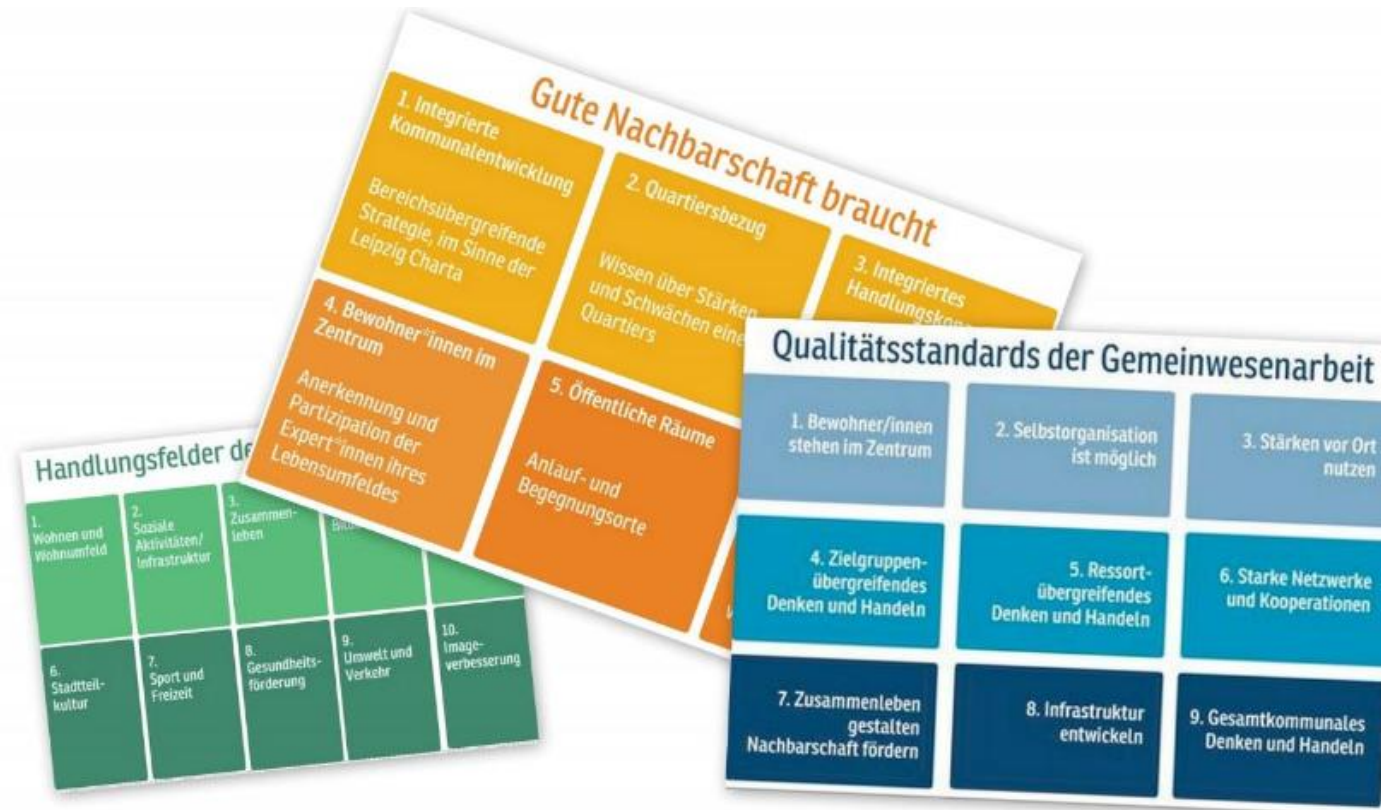 Gute Nachbarschaft braucht
1. Integrierte
Kommunalentwicklung
Bereichsübergreifende
Strategie, im Sinne der
Leipzig Charta
2. Quartiersbezug
Wissen über Stärken
und Schwächen eine
Quartiers
3. Integriertes
4. Bewohner*innen im
Zentrum
Anerkennung und
Partizipation der
Expert*innen ihres
Lebensumfeldes
5. Öffentliche Räume
Anlauf- und
Begegnungsorte
Handlungsfelder
1.
Wohnen und
Wohnumfeld
2.
Soziale
Aktivitäten/
Infrastruktur
3.
Zusammen-
leben
6.
Stadtteil-
kultur
7.
Sport und
Freizeit
8.
Gesundheits-
förderung
9.
Umwelt und
Verkehr
10.
Image-
verbesserung
Qualitätsstandards der Gemeinwesenarbeit
1. Bewohner/innen
stehen im Zentrum
2. Selbstorganisation
ist möglich
3. Stärken vor Ort
nutzen
4. Zielgruppen-
übergreifendes
Denken und Handeln
5. Ressort-
übergreifendes
Denken und Handeln
6. Starke Netzwerke
und Kooperationen
7. Zusammenleben
gestalten
Nachbarschaft fördern
8. Infrastruktur
entwickeln
9. Gesamtkommunales
Denken und Handeln